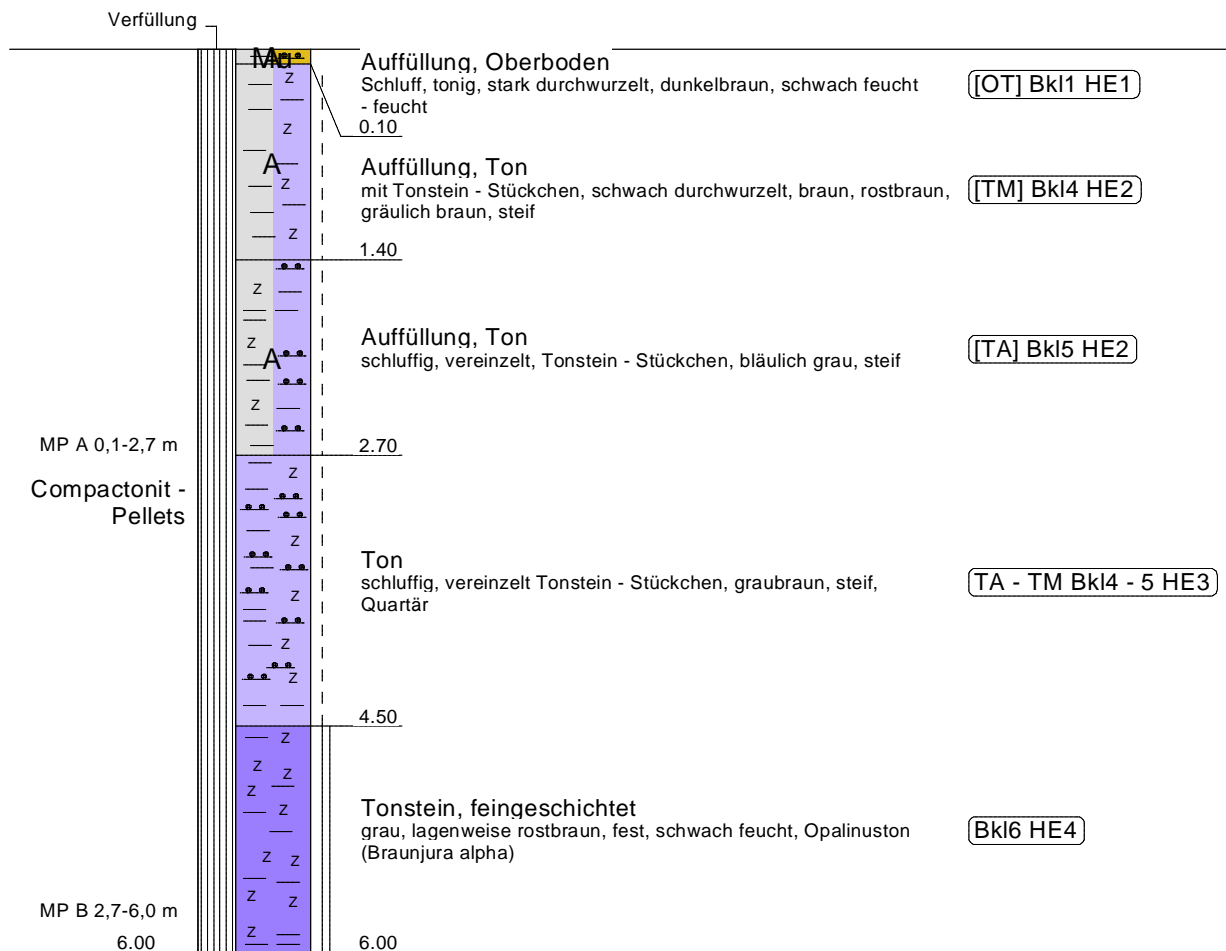 Verfüllung
Mu
A
Auffüllung, Oberboden
Schluff, tonig, stark durchwurzelt, dunkelbraun, schwach feucht
- feucht
0.10
[OT] Bkl1 HE1
A
Auffüllung, Ton
mit Tonstein - Stückchen, schwach durchwurzelt, braun, rostbraun,
gräulich braun, steif
1.40
[TM] Bkl4 HE2
A
Auffüllung, Ton
schluffig, vereinzelt, Tonstein - Stückchen, bläulich grau, steif
[TA] Bkl5 HE2
MP A 0,1-2,7 m
2.70
Compactonit -
Pellets
Ton
schluffig, vereinzelt Tonstein - Stückchen, graubraun, steif,
Quartär
TA - TM Bkl4 - 5 HE3
4.50
Tonstein, feingeschichtet
grau, lagenweise rostbraun, fest, schwach feucht, Opalinuston
(Braunjura alpha)
Bkl6 HE4
MP B 2,7-6,0 m
6.00
6.00